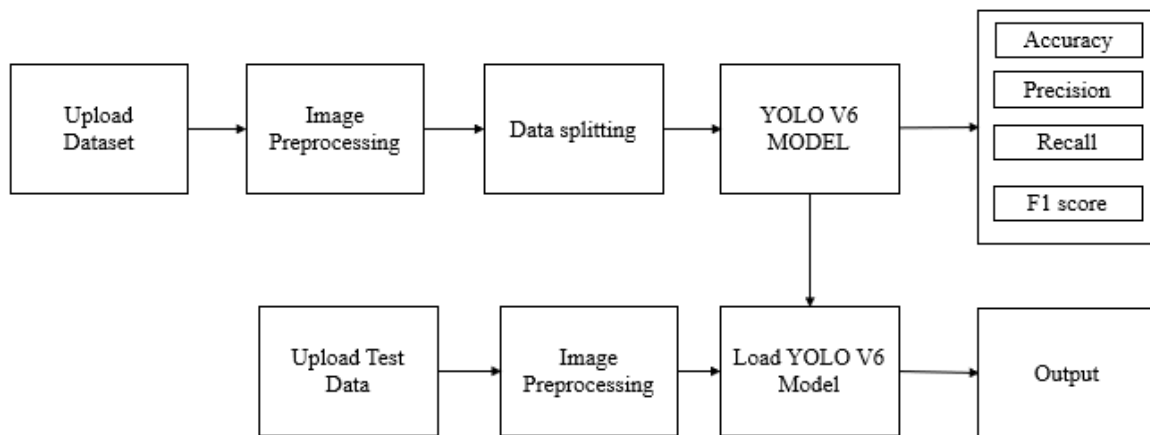 Upload
Dataset
Image
Preprocessing
Data splitting
YOLO V6
MODEL
Accuracy
Precision
Recall
F1 score
Upload Test
Data
Image
Preprocessing
Load YOLO V6
Model
Output